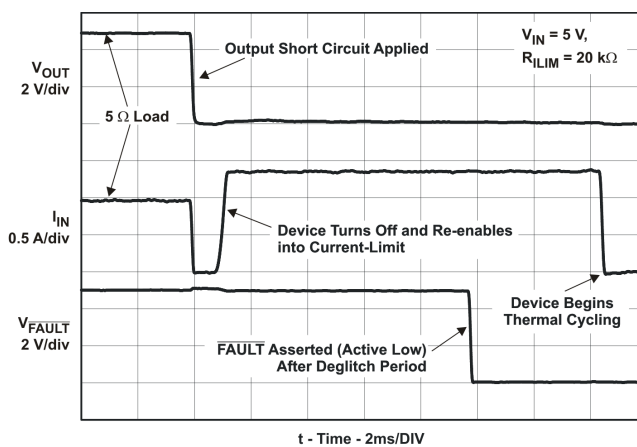 V_OUT
2 V/div
Output Short Circuit Applied
V_IN = 5 V,
R_ILIM = 20 kΩ
5 Ω Load
I_IN
0.5 A/div
Device Turns Off and Re-enables
into Current-Limit
Device Begins
Thermal Cycling
V_F̅A̅U̅L̅T̅
2 V/div
F̅A̅U̅L̅T̅ Asserted (Active Low)
After Deglitch Period
t - Time - 2ms/DIV